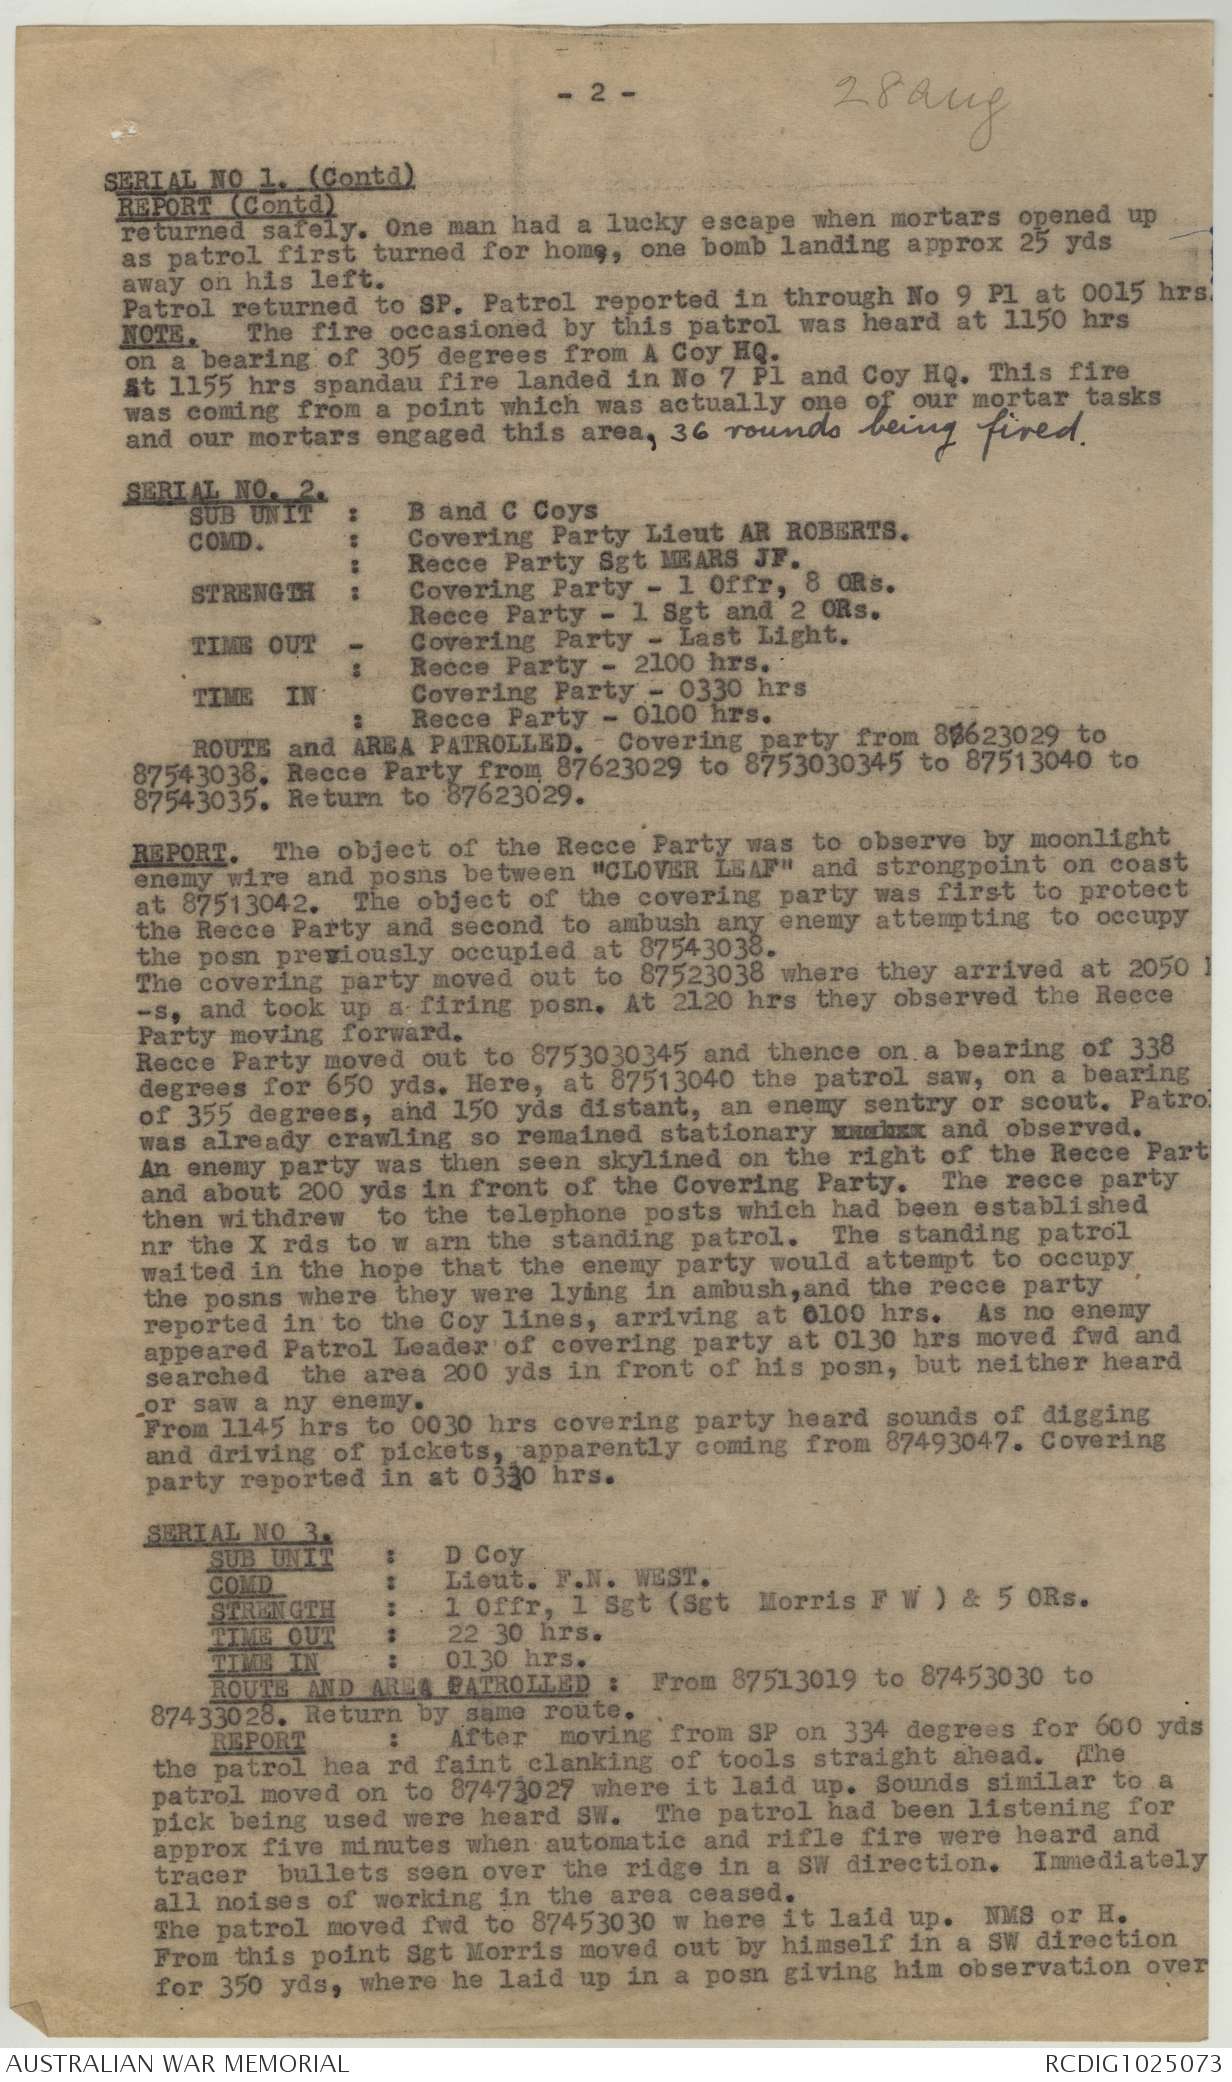 - 2 -
28 Aug
SERIAL NO 1. (Contd)
REPORT (Contd)
returned safely. One man had a lucky escape when mortars opened up
as patrol first turned for home, one bomb landing approx 25 yds
away on his left.
Patrol returned to SP. Patrol reported in through No 9 Pl at 0015 hrs.
NOTE. The fire occasioned by this patrol was heard at 1150 hrs
on a bearing of 305 degrees from A Coy HQ.
At 1155 hrs spandau fire landed in No 7 Pl and Coy HQ. This fire
was coming from a point which was actually one of our mortar tasks
and our mortars engaged this area, 36 rounds being fired.
SERIAL NO. 2.
SUB UNIT : B and C Coys
COMD. : Covering Party Lieut AR ROBERTS.
: Recce Party Sgt MEARS JF.
STRENGTH : Covering Party - 1 Offr, 8 ORs.
Recce Party - 1 Sgt and 2 ORs.
TIME OUT - Covering Party - Last Light.
: Recce Party - 2100 hrs.
TIME IN Covering Party - 0330 hrs
: Recce Party - 0100 hrs.
ROUTE and AREA PATROLLED. Covering party from 87623029 to
87543038. Recce Party from 87623029 to 8753030345 to 87513040 to
87543035. Return to 87623029.
REPORT. The object of the Recce Party was to observe by moonlight
enemy wire and posns between "CLOVER LEAF" and strongpoint on coast
at 87513042. The object of the covering party was first to protect
the Recce Party and second to ambush any enemy attempting to occupy
the posn previously occupied at 87543038.
The covering party moved out to 87523038 where they arrived at 2050 
-s, and took up a firing posn. At 2120 hrs they observed the Recce
Party moving forward.
Recce Party moved out to 8753030345 and thence on a bearing of 338
degrees for 650 yds. Here, at 87513040 the patrol saw, on a bearing
of 355 degrees, and 150 yds distant, an enemy sentry or scout. Patrol
was already crawling so remained stationary and observed.
An enemy party was then seen skylined on the right of the Recce Part
and about 200 yds in front of the Covering Party. The recce party
then withdrew to the telephone posts which had been established
nr the X rds to w arn the standing patrol. The standing patrol
waited in the hope that the enemy party would attempt to occupy
the posns where they were lying in ambush,and the recce party
reported in to the Coy lines, arriving at 0100 hrs. As no enemy
appeared Patrol Leader of covering party at 0130 hrs moved fwd and
searched the area 200 yds in front of his posn, but neither heard
or saw a ny enemy.
From 1145 hrs to 0030 hrs covering party heard sounds of digging
and driving of pickets, apparently coming from 87493047. Covering
party reported in at 0330 hrs.
SERIAL NO 3.
SUB UNIT : D Coy
COMD : Lieut. F.N. WEST.
STRENGTH : 1 Offr, 1 Sgt (Sgt Morris F W ) & 5 ORs.
TIME OUT : 22 30 hrs.
TIME IN : 0130 hrs.
ROUTE AND AREA PATROLLED : From 87513019 to 87453030 to
87433028. Return by same route.
REPORT : After moving from SP on 334 degrees for 600 yds
the patrol hea rd faint clanking of tools straight ahead. The
patrol moved on to 87473027 where it laid up. Sounds similar to a
pick being used were heard SW. The patrol had been listening for
approx five minutes when automatic and rifle fire were heard and
tracer bullets seen over the ridge in a SW direction. Immediately
all noises of working in the area ceased.
The patrol moved fwd to 87453030 w here it laid up. NMS or H.
From this point Sgt Morris moved out by himself in a SW direction
for 350 yds, where he laid up in a posn giving him observation over
AUSTRALIAN WAR MEMORIAL
RCDIG1025073